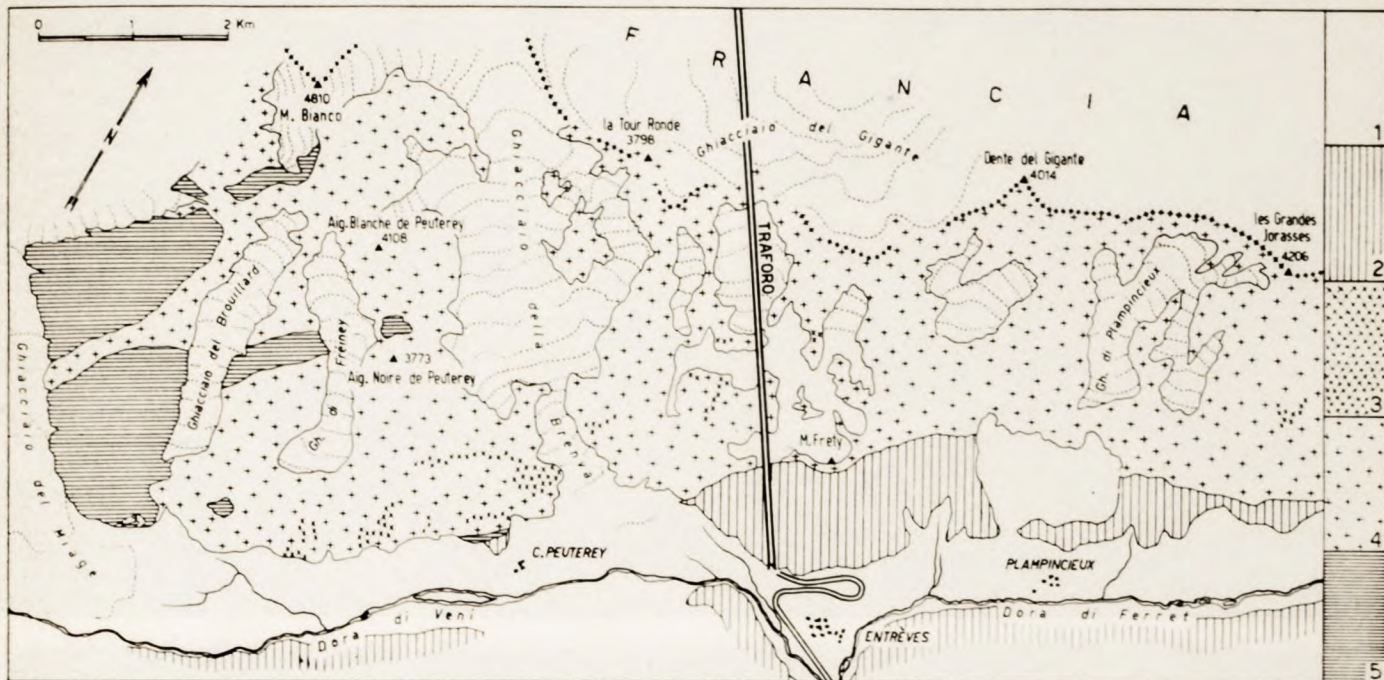 0 1 2 Km
N
F R A N C I A
4810
M. Bianco
la Tour Ronde
3798
Ghiacciaio del Gigante
Dente del Gigante
4014
les Grandes
Jorasses
4206
Aig. Blanche de Peuterey
4108
Ghiacciaio della Brenva
TRAFORO
Gh. di Plampincieux
Ghiacciaio del Brouillard
Gh. di Frêiney
3773
Aig. Noire de Peuterey
Ghiacciaio del Miage
M. Frety
C. PEUTEREY
PLAMPINCIEUX
Dora di Veni
Dora di Ferret
ENTRÈVES
1
2
3
4
5